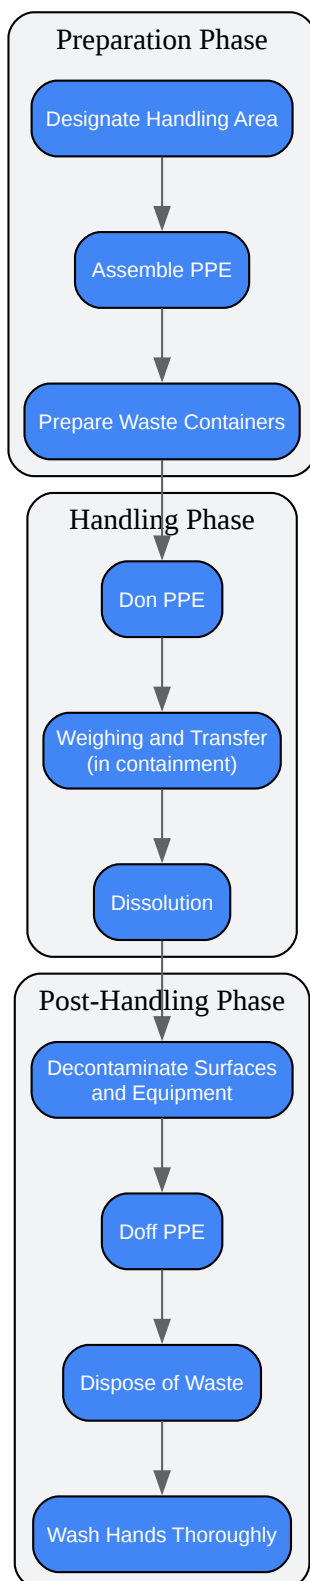 Preparation Phase
Designate Handling Area
Assemble PPE
Prepare Waste Containers
Handling Phase
Don PPE
Weighing and Transfer
(in containment)
Dissolution
Post-Handling Phase
Decontaminate Surfaces
and Equipment
Doff PPE
Dispose of Waste
Wash Hands Thoroughly